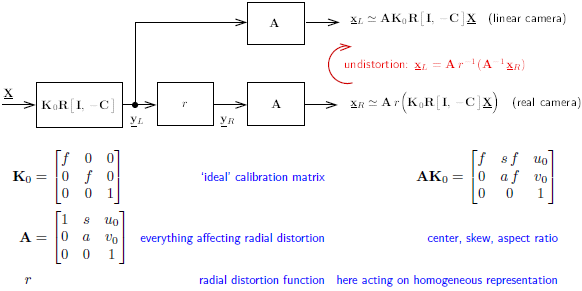 A
x_L ≃ AK₀R[I, −C]X (linear camera)
undistortion: x_L = A r⁻¹(A⁻¹x_R)
X
K₀R[I, −C]
y_L
r
y_R
A
x_R ≃ A r(K₀R[I, −C]X) (real camera)
K₀ = [f 0 0; 0 f 0; 0 0 1] 'ideal' calibration matrix AK₀ = [f s f u₀; 0 a f v₀; 0 0 1]
A = [1 s u₀; 0 a v₀; 0 0 1] everything affecting radial distortion center, skew, aspect ratio
r radial distortion function here acting on homogeneous representation